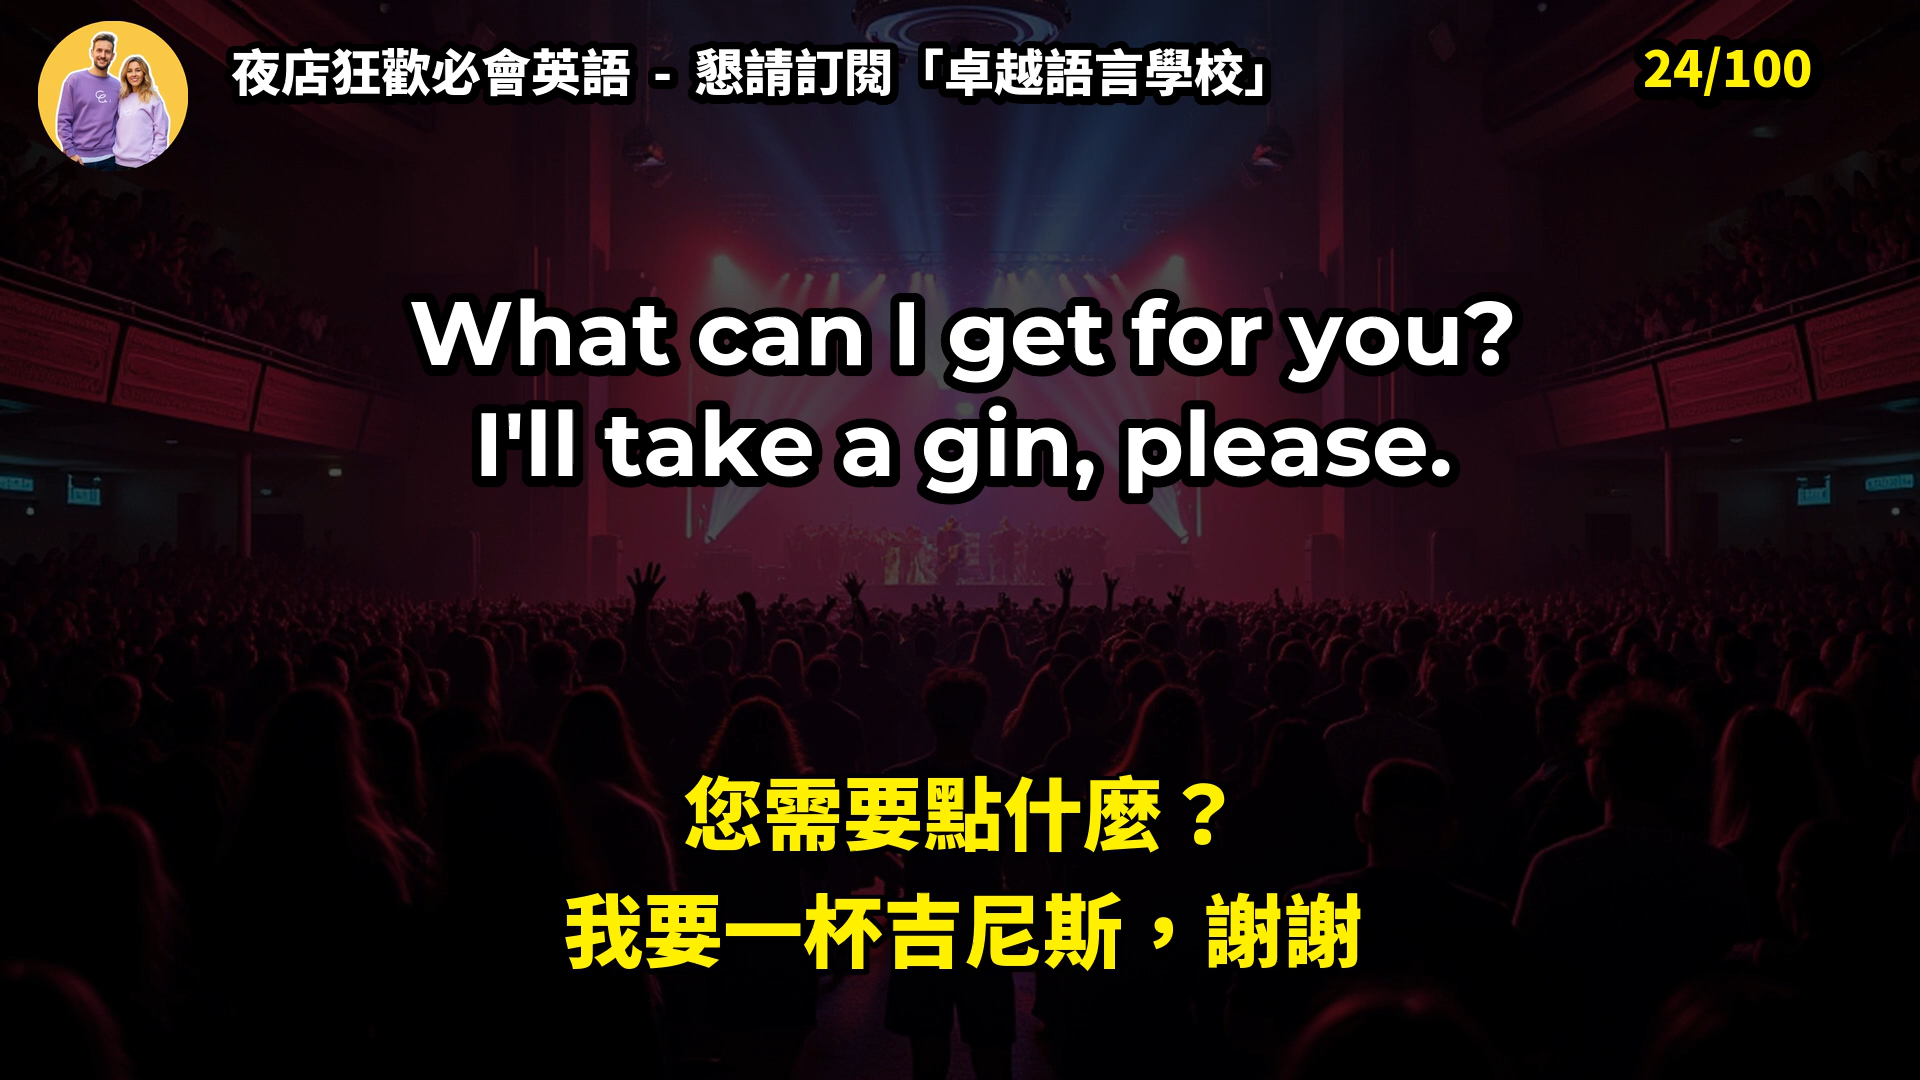 夜店狂歡必會英語 - 懇請訂閱「卓越語言學校」
24/100
What can I get for you?
I'll take a gin, please.
您需要點什麼？
我要一杯吉尼斯，謝謝